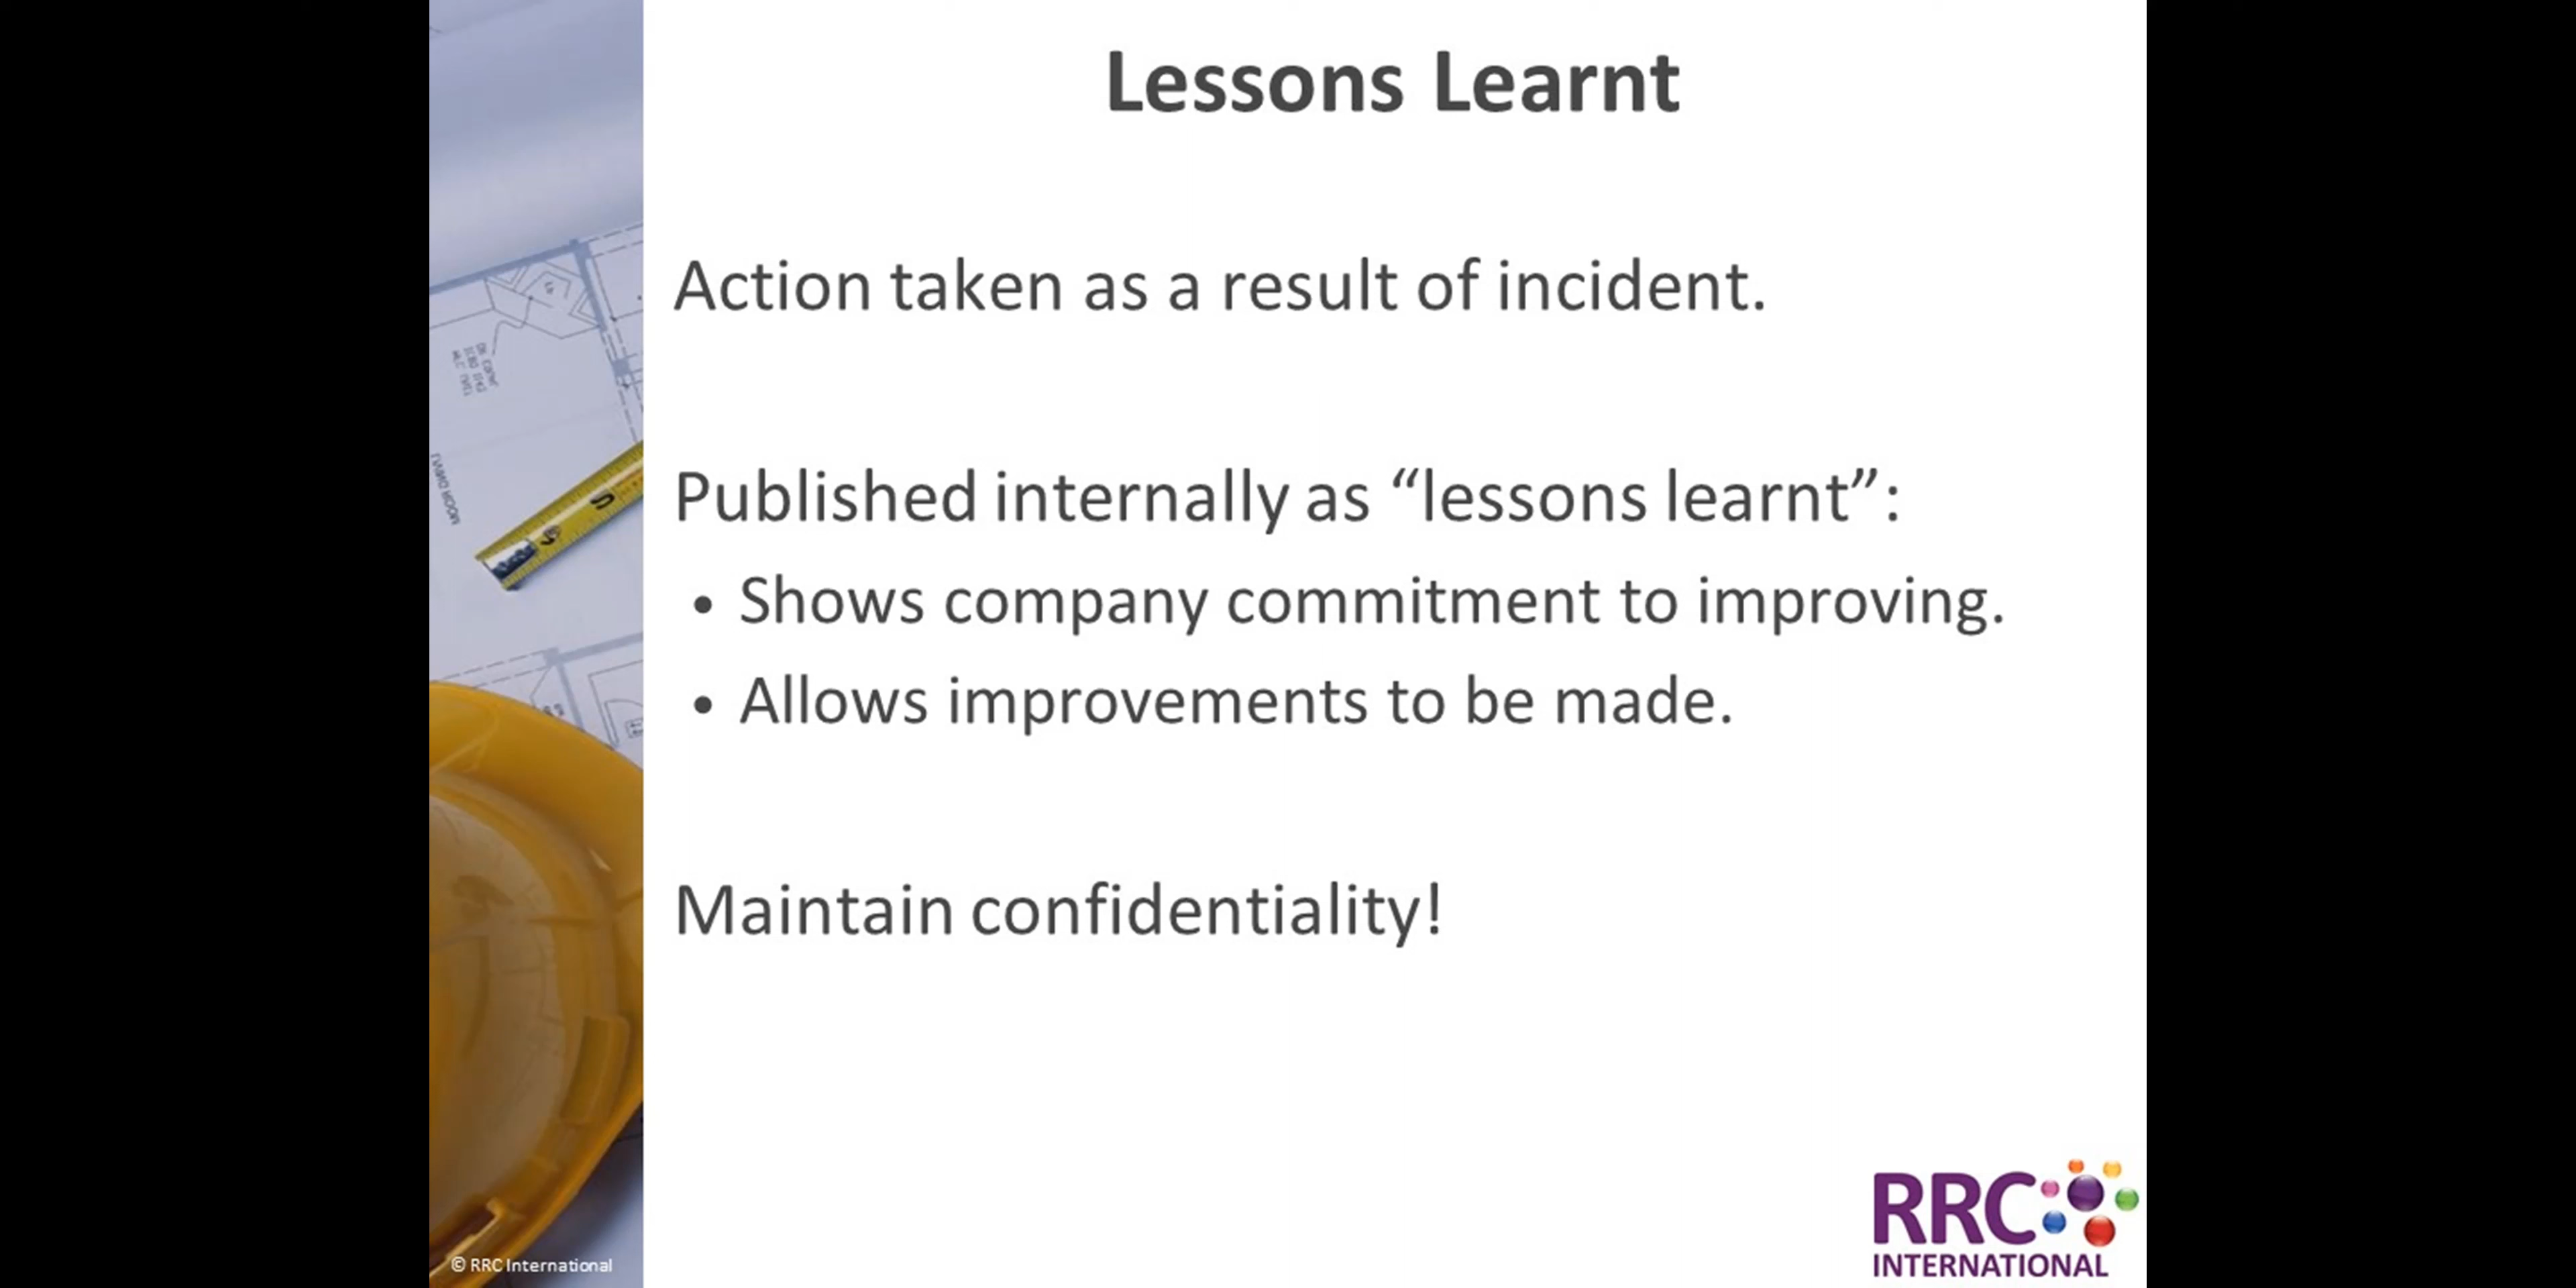 Lessons Learnt
Action taken as a result of incident.
Published internally as “lessons learnt”:
• Shows company commitment to improving.
• Allows improvements to be made.
Maintain confidentiality!
© RRC International
RRC
INTERNATIONAL